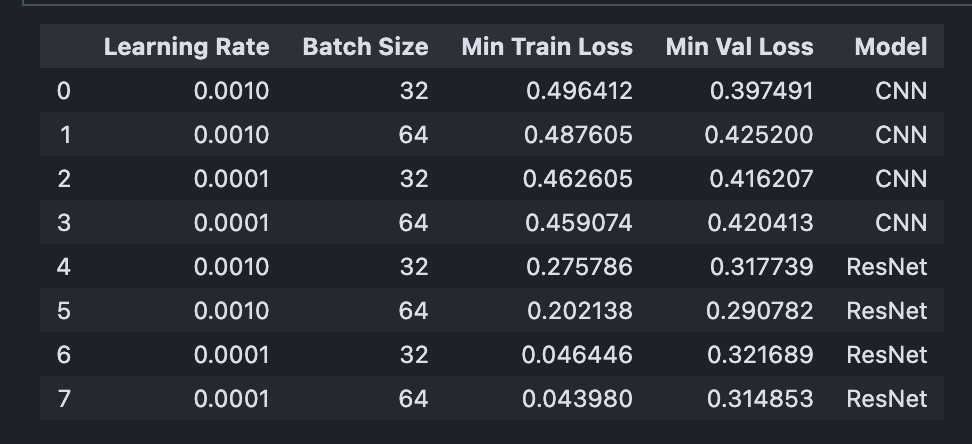 Learning Rate Batch Size Min Train Loss Min Val Loss Model
0 0.0010 32 0.496412 0.397491 CNN
1 0.0010 64 0.487605 0.425200 CNN
2 0.0001 32 0.462605 0.416207 CNN
3 0.0001 64 0.459074 0.420413 CNN
4 0.0010 32 0.275786 0.317739 ResNet
5 0.0010 64 0.202138 0.290782 ResNet
6 0.0001 32 0.046446 0.321689 ResNet
7 0.0001 64 0.043980 0.314853 ResNet